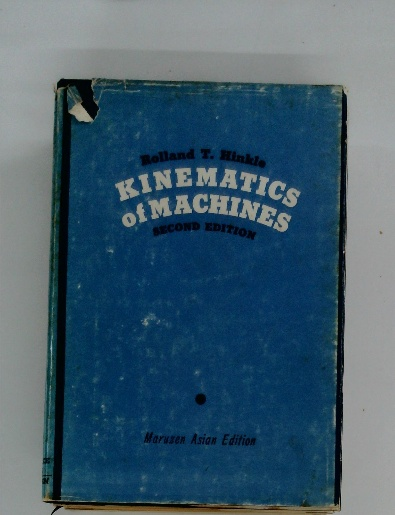 Rolland T. Hinkle
KINEMATICS
of MACHINES
SECOND EDITION
Maruzen Asian Edition